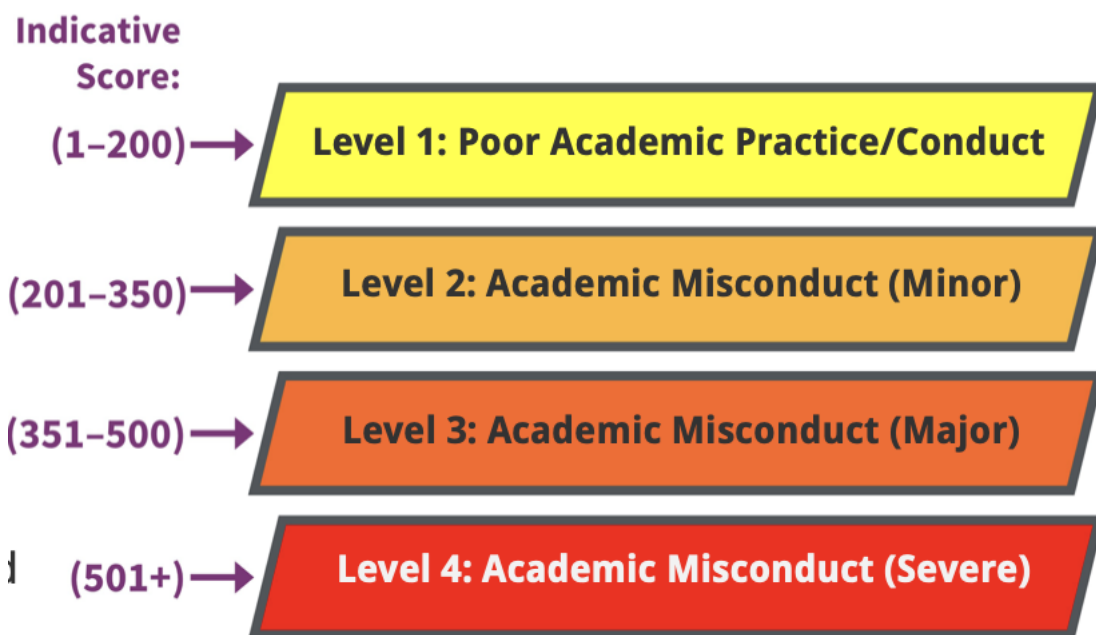 Indicative
Score:
(1–200)
Level 1: Poor Academic Practice/Conduct
(201–350)
Level 2: Academic Misconduct (Minor)
(351–500)
Level 3: Academic Misconduct (Major)
(501+)
Level 4: Academic Misconduct (Severe)